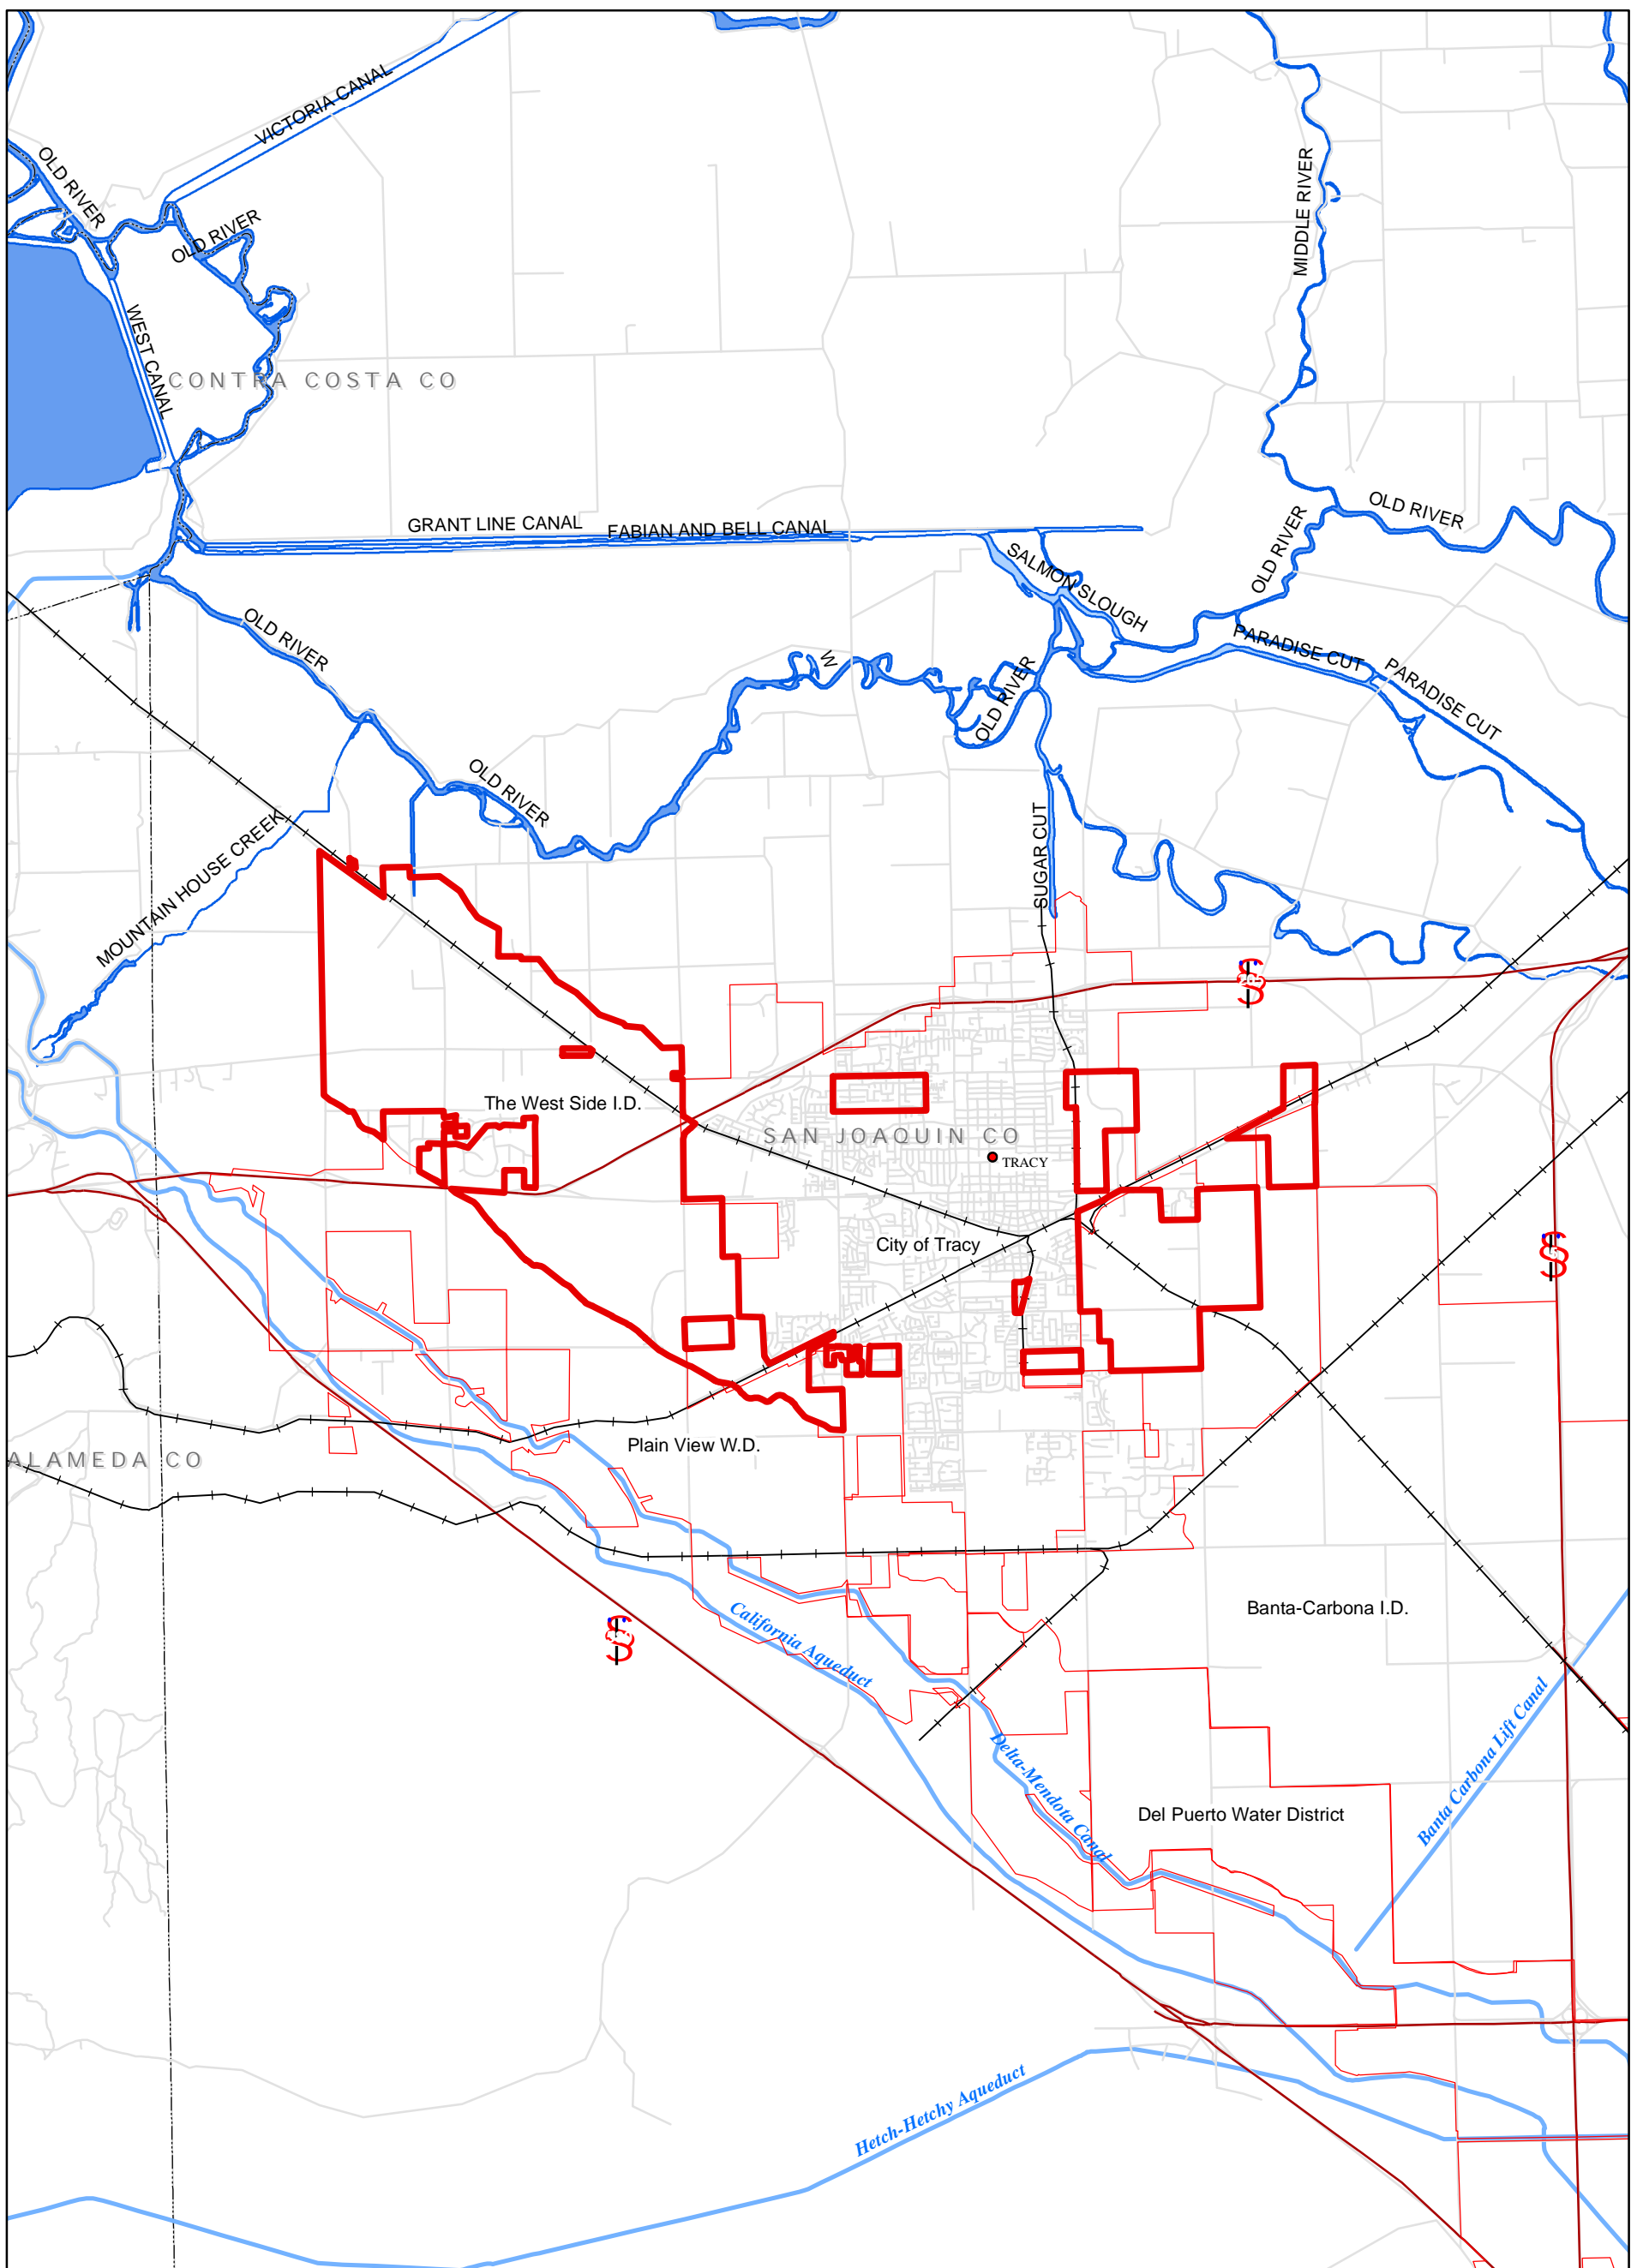 VICTORIA CANAL
OLD RIVER
OLD RIVER
MIDDLE RIVER
WEST CANAL
CONTRA COSTA CO
GRANT LINE CANAL
FABIAN AND BELL CANAL
OLD RIVER
OLD RIVER
SALMON SLOUGH
OLD RIVER
PARADISE CUT
W
PARADISE CUT
OLD RIVER
OLD RIVER
SUGAR CUT
MOUNTAIN HOUSE CREEK
The West Side I.D.
SAN JOAQUIN CO
TRACY
City of Tracy
Plain View W.D.
ALAMEDA CO
Banta-Carbona I.D.
California Aqueduct
Delta-Mendota Canal
Banta Carbona Lift Canal
Del Puerto Water District
Hetch-Hetchy Aqueduct